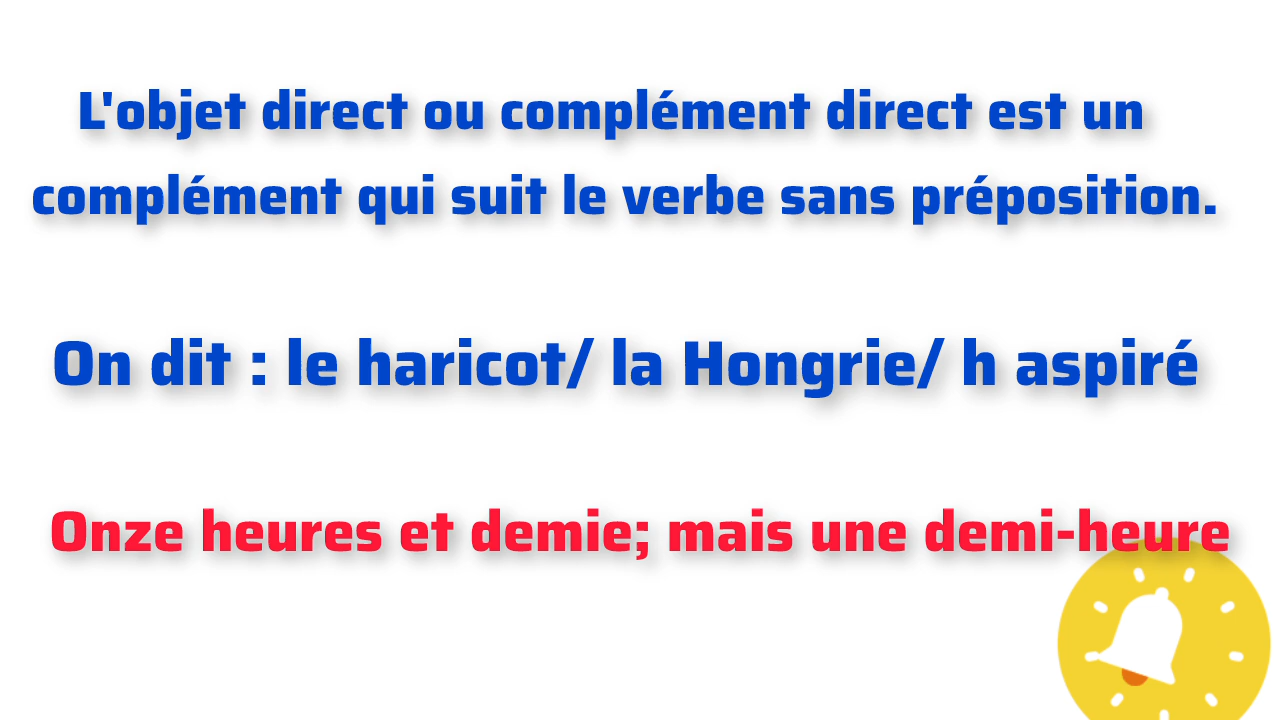 L'objet direct ou complément direct est un
complément qui suit le verbe sans préposition.
On dit : le haricot/ la Hongrie/ h aspiré
Onze heures et demie; mais une demi-heure